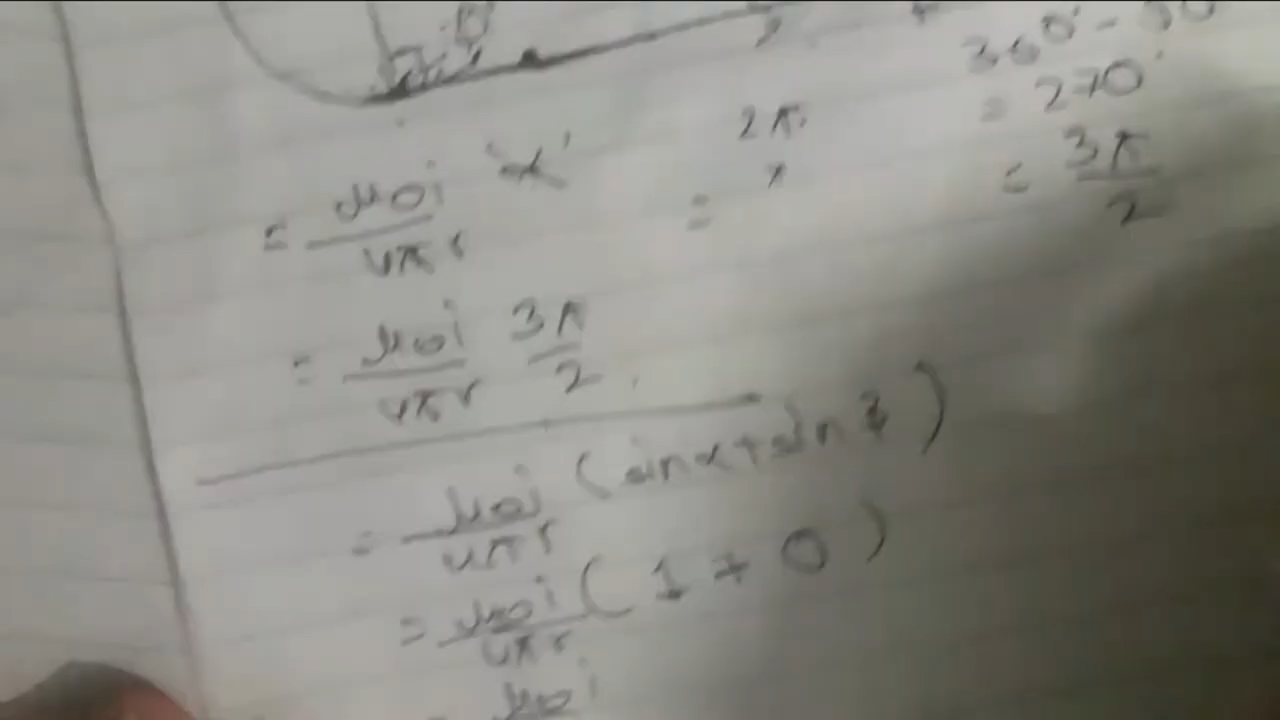 360° - 90
= 270°
= 3π/2
= μ0i/4πr 'α'
2π
=
= μ0i/4πr 3π/2
= μ0i/4πr (sinα + sin
= μ0i/4πr (1 + 0)
= μ0i